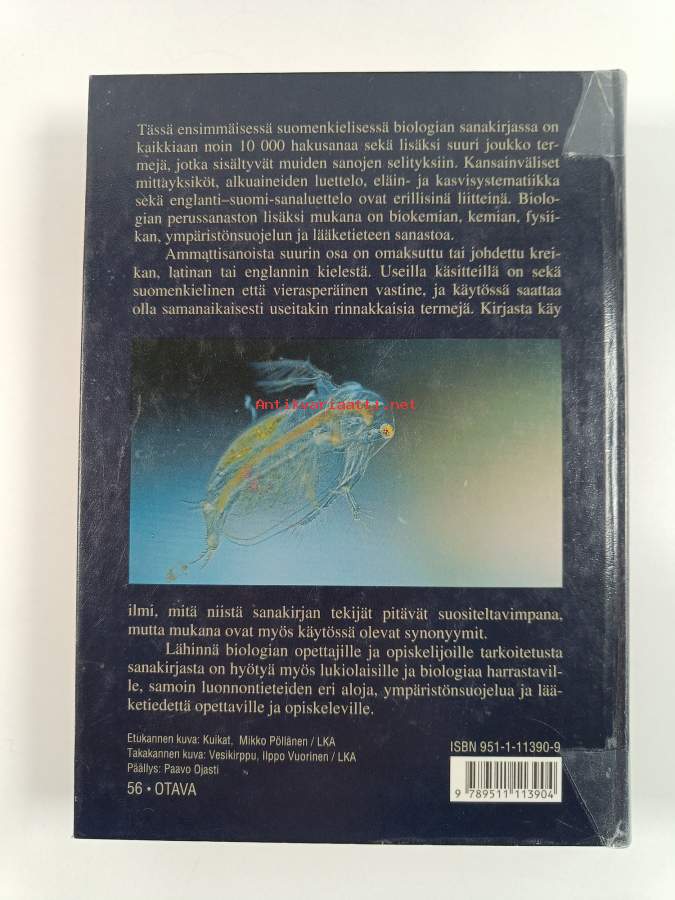 Tässä ensimmäisessä suomenkielisessä biologian sanakirjassa on
kaikkiaan noin 10 000 hakusanaa sekä lisäksi suuri joukko ter-
mejä, jotka sisältyvät muiden sanojen selityksiin. Kansainväliset
mittayksiköt, alkuaineiden luettelo, eläin- ja kasvisystematiikka
sekä englanti–suomi-sanaluettelo ovat erillisinä liitteinä. Biolo-
gian perussanaston lisäksi mukana on biokemian, kemian, fysii-
kan, ympäristönsuojelun ja lääketieteen sanastoa.
Ammattisanoista suurin osa on omaksuttu tai johdettu krei-
kan, latinan tai englannin kielestä. Useilla käsitteillä on sekä
suomenkielinen että vierasperäinen vastine, ja käytössä saattaa
olla samanaikaisesti useitakin rinnakkaisia termejä. Kirjasta käy
Antikvariaatti.net
ilmi, mitä niistä sanakirjan tekijät pitävät suositeltavimpana,
mutta mukana ovat myös käytössä olevat synonyymit.
Lähinnä biologian opettajille ja opiskelijoille tarkoitetusta
sanakirjasta on hyötyä myös lukiolaisille ja biologiaa harrastavil-
le, samoin luonnontieteiden eri aloja, ympäristönsuojelua ja lää-
ketiedettä opettaville ja opiskeleville.
Etukannen kuva: Kuikat, Mikko Pöllänen / LKA
Takakannen kuva: Vesikirppu, Ilppo Vuorinen / LKA
Päällys: Paavo Ojasti
56 • OTAVA
ISBN 951-1-11390-9
9 789511 113904